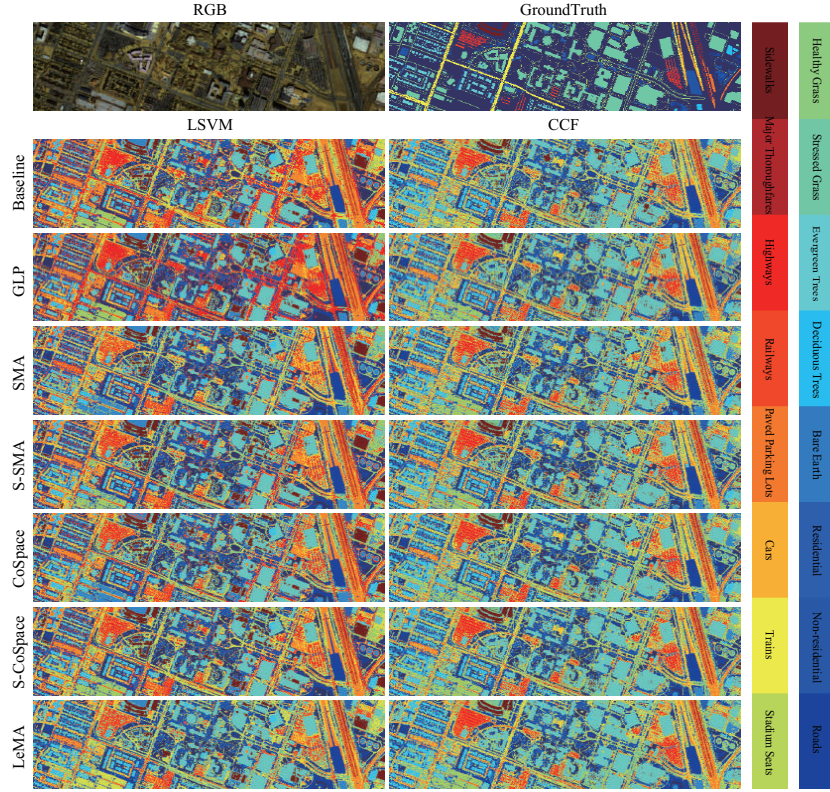 RGB
GroundTruth
LSVM
CCF
Baseline
GLP
SMA
S-SMA
CoSpace
S-CoSpace
LeMA
Sidewalks
Major Thoroughfares
Highways
Railways
Paved Parking Lots
Cars
Trains
Stadium Seats
Healthy Grass
Stressed Grass
Evergreen Trees
Deciduous Trees
Bare Earth
Residential
Non-residential
Roads